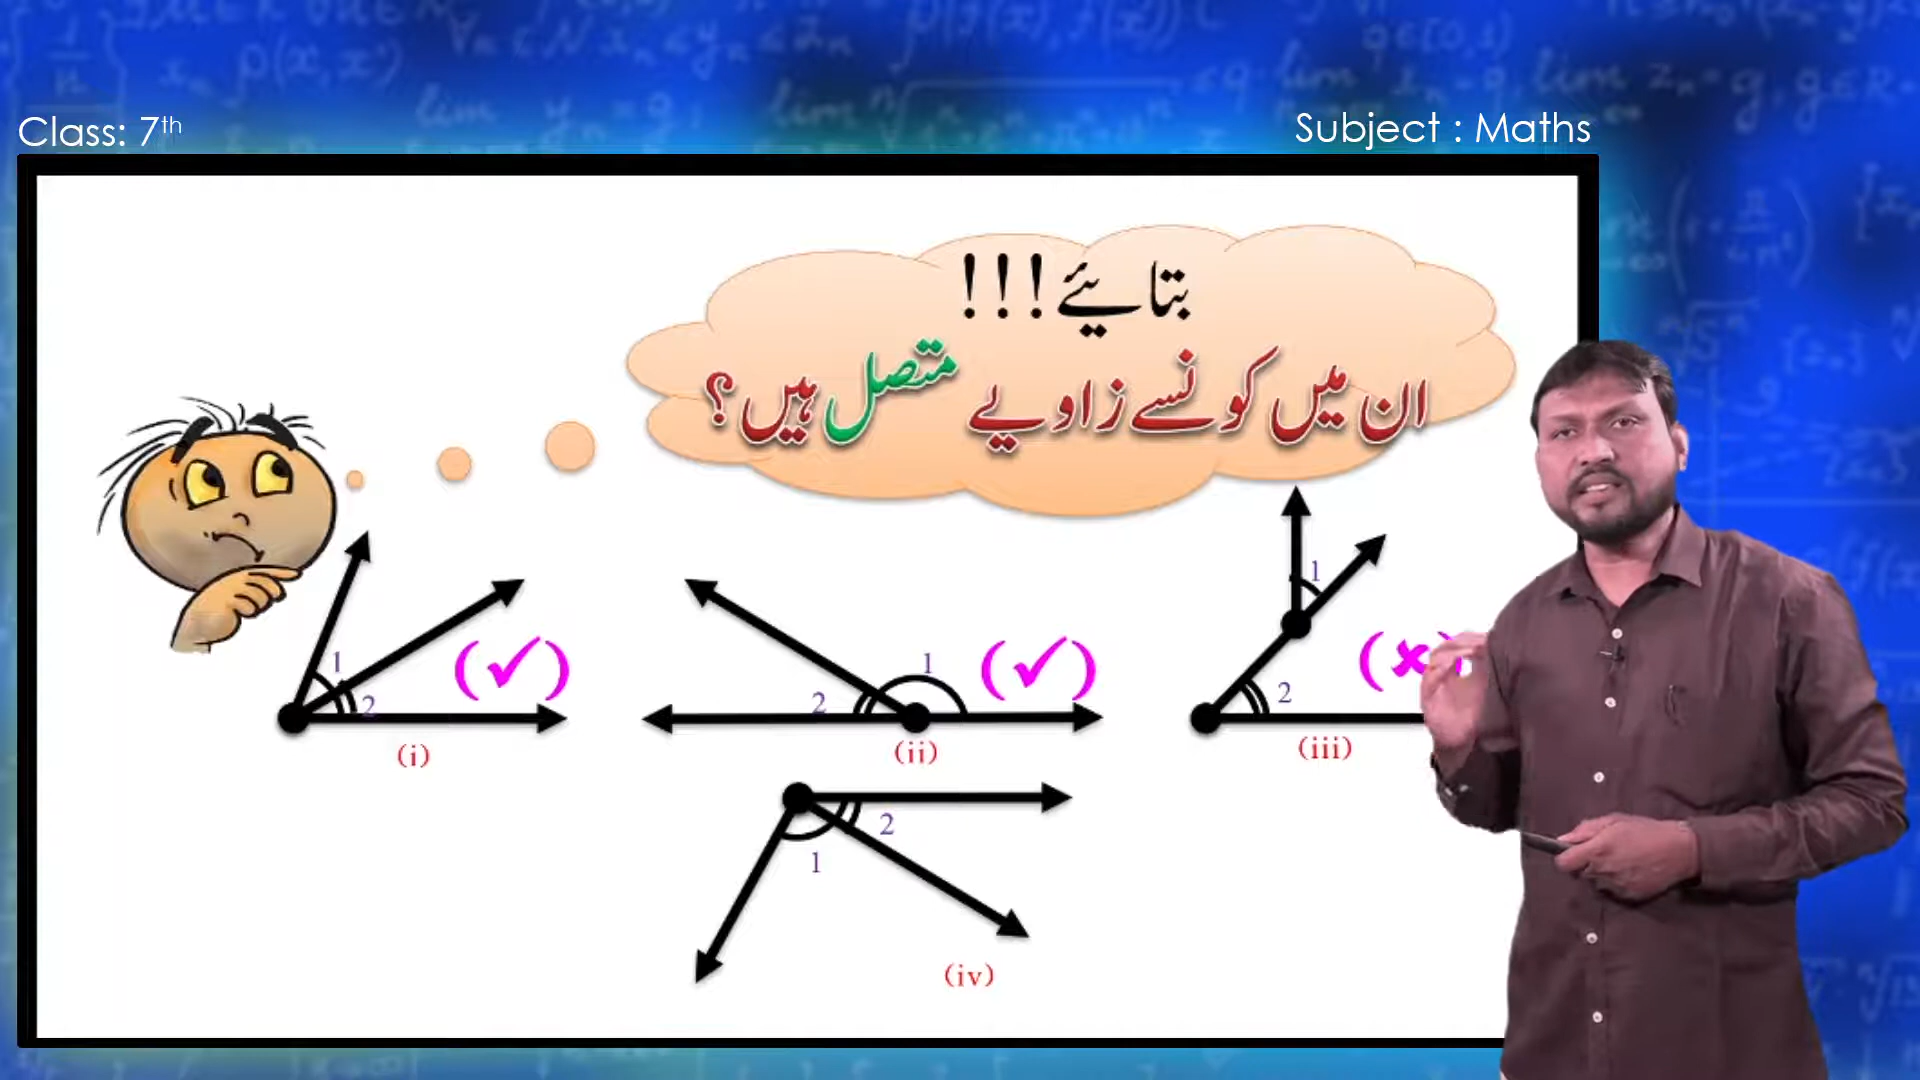 Class: 7th
Subject : Maths
بتایئے !!!
ان میں کونسے زاویے متصل ہیں؟
1
2
(✓)
(i)
1
2
(✓)
(ii)
1
2
(×)
(iii)
2
1
(iv)